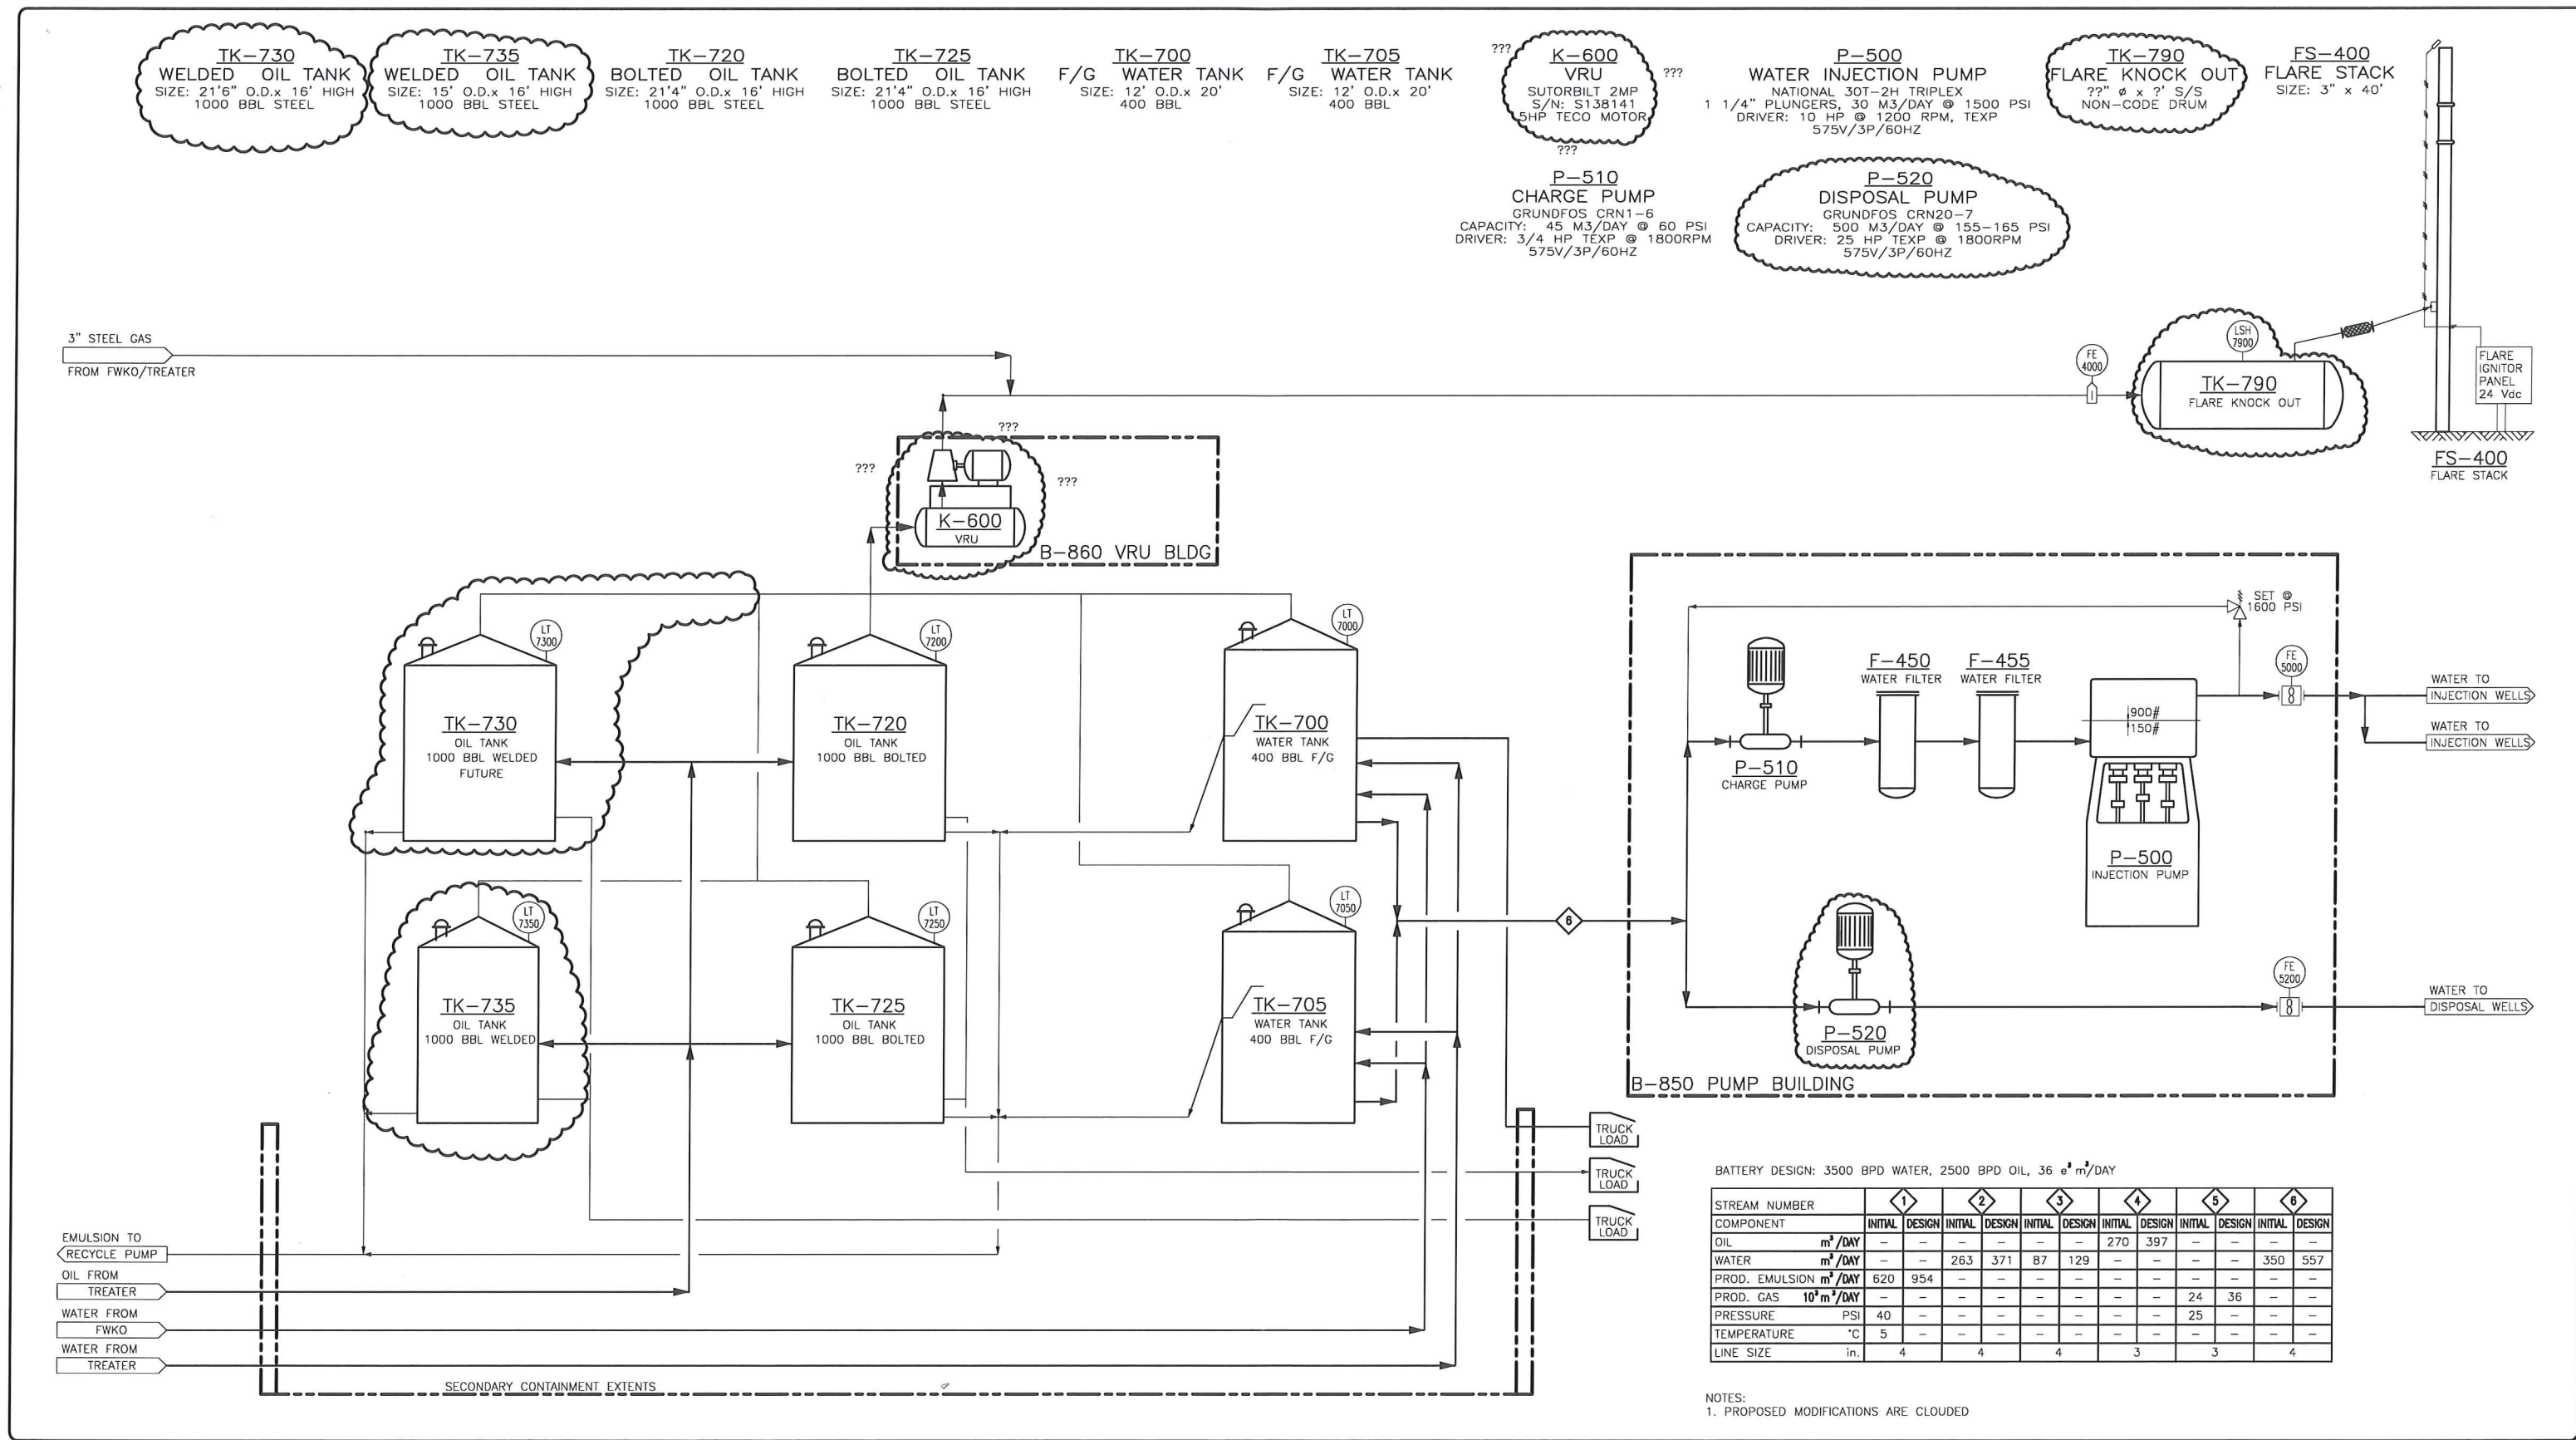 TK-730
WELDED OIL TANK
SIZE: 21'6" O.D.x 16' HIGH
1000 BBL STEEL
TK-735
WELDED OIL TANK
SIZE: 15' O.D.x 16' HIGH
1000 BBL STEEL
TK-720
BOLTED OIL TANK
SIZE: 21'4" O.D.x 16' HIGH
1000 BBL STEEL
TK-725
BOLTED OIL TANK
SIZE: 21'4" O.D.x 16' HIGH
1000 BBL STEEL
TK-700
F/G WATER TANK
SIZE: 12' O.D.x 20'
400 BBL
TK-705
F/G WATER TANK
SIZE: 12' O.D.x 20'
400 BBL
???
K-600
VRU
SUTORBILT 2MP
S/N: S138141
5HP TECO MOTOR
???
???
P-500
WATER INJECTION PUMP
NATIONAL 30T-2H TRIPLEX
1 1/4" PLUNGERS, 30 M3/DAY @ 1500 PSI
DRIVER: 10 HP @ 1200 RPM, TEXP
575V/3P/60HZ
TK-790
FLARE KNOCK OUT
??" ø x ?' S/S
NON-CODE DRUM
FS-400
FLARE STACK
SIZE: 3" x 40'
P-510
CHARGE PUMP
GRUNDFOS CRN1-6
CAPACITY: 45 M3/DAY @ 60 PSI
DRIVER: 3/4 HP TEXP @ 1800RPM
575V/3P/60HZ
P-520
DISPOSAL PUMP
GRUNDFOS CRN20-7
CAPACITY: 500 M3/DAY @ 155-165 PSI
DRIVER: 25 HP TEXP @ 1800RPM
575V/3P/60HZ
3" STEEL GAS
FROM FWKO/TREATER
FE
4000
LSH
7900
TK-790
FLARE KNOCK OUT
FLARE
IGNITOR
PANEL
24 Vdc
FS-400
FLARE STACK
???
???
???
K-600
VRU
B-860 VRU BLDG
LT
7300
TK-730
OIL TANK
1000 BBL WELDED
FUTURE
LT
7200
TK-720
OIL TANK
1000 BBL BOLTED
LT
7000
TK-700
WATER TANK
400 BBL F/G
LT
7350
TK-735
OIL TANK
1000 BBL WELDED
LT
7250
TK-725
OIL TANK
1000 BBL BOLTED
LT
7050
TK-705
WATER TANK
400 BBL F/G
6
SET @
1600 PSI
P-510
CHARGE PUMP
F-450
WATER FILTER
F-455
WATER FILTER
900#
150#
P-500
INJECTION PUMP
FE
5000
WATER TO
INJECTION WELLS
WATER TO
INJECTION WELLS
P-520
DISPOSAL PUMP
FE
5200
WATER TO
DISPOSAL WELLS
B-850 PUMP BUILDING
TRUCK
LOAD
TRUCK
LOAD
TRUCK
LOAD
EMULSION TO
RECYCLE PUMP
OIL FROM
TREATER
WATER FROM
FWKO
WATER FROM
TREATER
SECONDARY CONTAINMENT EXTENTS
BATTERY DESIGN: 3500 BPD WATER, 2500 BPD OIL, 36 e³ m³/DAY
STREAM NUMBER 1 2 3 4 5 6
COMPONENT INITIAL DESIGN INITIAL DESIGN INITIAL DESIGN INITIAL DESIGN INITIAL DESIGN INITIAL DESIGN
OIL m³/DAY - - - - - - 270 397 - - - -
WATER m³/DAY - - 263 371 87 129 - - - - 350 557
PROD. EMULSION m³/DAY 620 954 - - - - - - - - - -
PROD. GAS 10³m³/DAY - - - - - - - - 24 36 - -
PRESSURE PSI 40 - - - - - - - 25 - - -
TEMPERATURE °C 5 - - - - - - - - - - -
LINE SIZE in. 4 4 4 3 3 4
NOTES:
1. PROPOSED MODIFICATIONS ARE CLOUDED